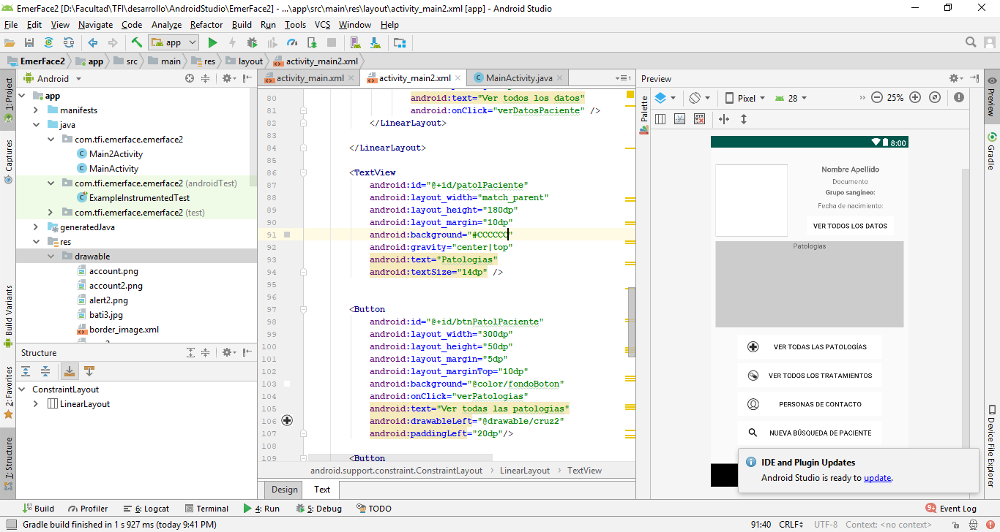 EmerFace2 [D:\Facultad\TFI\desarrollo\AndroidStudio\EmerFace2] - ...\app\src\main\res\layout\activity_main2.xml [app] - Android Studio
File Edit View Navigate Code Analyze Refactor Build Run Tools VCS Window Help
app
EmerFace2 app src main res layout activity_main2.xml
1: Project
Captures
Build Variants
2: Favorites
7: Structure
Android
app
manifests
java
com.tfi.emerface.emerface2
Main2Activity
MainActivity
com.tfi.emerface.emerface2 (androidTest)
ExampleInstrumentedTest
com.tfi.emerface.emerface2 (test)
generatedJava
res
drawable
account.png
account2.png
alert2.png
bati3.jpg
border_image.xml
Structure
ConstraintLayout
LinearLayout
activity_main.xml activity_main2.xml MainActivity.java
80 android:text="Ver todos los datos"
81 android:onClick="verDatosPaciente" />
82 </LinearLayout>
83
84 </LinearLayout>
85
86 <TextView
87 android:id="@+id/patolPaciente"
88 android:layout_width="match_parent"
89 android:layout_height="180dp"
90 android:layout_margin="10dp"
91 android:background="#CCCCCC"
92 android:gravity="center|top"
93 android:text="Patologias"
94 android:textSize="14dp" />
95
96
97 <Button
98 android:id="@+id/btnPatolPaciente"
99 android:layout_width="300dp"
100 android:layout_height="50dp"
101 android:layout_margin="5dp"
102 android:layout_marginTop="10dp"
103 android:background="@color/fondoBoton"
104 android:onClick="verPatologias"
105 android:text="Ver todas las patologías"
106 android:drawableLeft="@drawable/cruz2"
107 android:paddingLeft="20dp"/>
108
109 <Button
android.support.constraint.ConstraintLayout › LinearLayout › TextView
Design Text
Preview
Palette
Pixel 28 25%
8:00
Nombre Apellido
Documento
Grupo sangíneo:
Fecha de nacimiento:
VER TODOS LOS DATOS
Patologias
VER TODAS LAS PATOLOGÍAS
VER TODOS LOS TRATAMIENTOS
PERSONAS DE CONTACTO
NUEVA BÚSQUEDA DE PACIENTE
IDE and Plugin Updates
Android Studio is ready to update.
Preview
Gradle
Device File Explorer
Build Profiler 6: Logcat Terminal 4: Run 5: Debug TODO 9+ Event Log
Gradle build finished in 1 s 927 ms (today 9:41 PM) 91:40 CRLF UTF-8 Context: <no context>